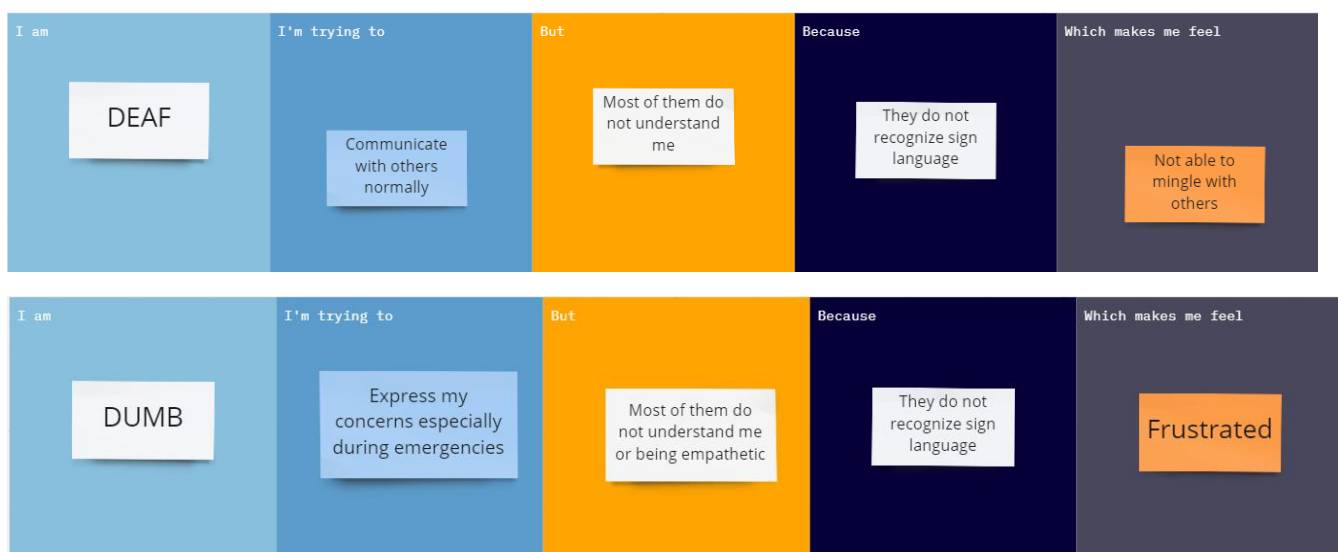 I am
DEAF
I'm trying to
Communicate
with others
normally
But
Most of them do
not understand
me
Because
They do not
recognize sign
language
Which makes me feel
Not able to
mingle with
others
I am
DUMB
I'm trying to
Express my
concerns especially
during emergencies
But
Most of them do
not understand me
or being empathetic
Because
They do not
recognize sign
language
Which makes me feel
Frustrated